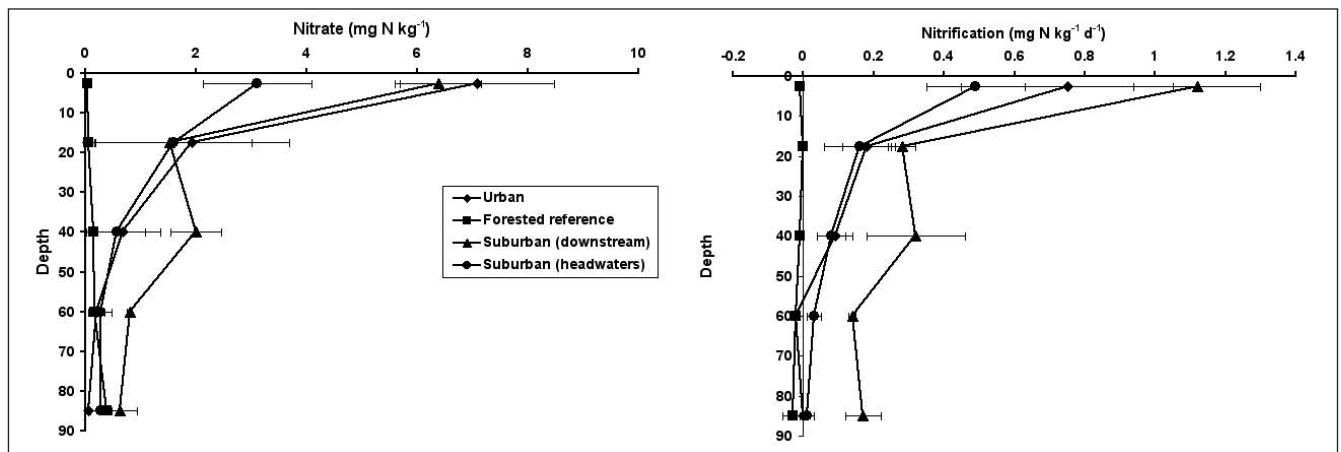 Nitrate (mg N kg⁻¹)
0 2 4 6 8 10
0
10
20
30
40
50
60
70
80
90
Depth
Urban
Forested reference
Suburban (downstream)
Suburban (headwaters)
Nitrification (mg N kg⁻¹ d⁻¹)
-0.2 0 0.2 0.4 0.6 0.8 1 1.2 1.4
0
10
20
30
40
50
60
70
80
90
Depth